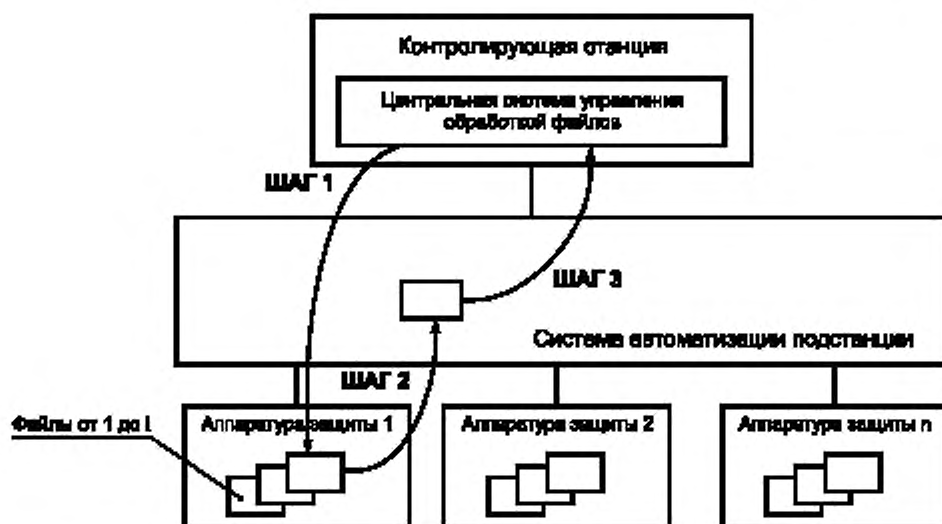 Контролирующая станция
Центральная система управления
обработкой файлов
ШАГ 1
ШАГ 3
Система автоматизации подстанции
ШАГ 2
Файлы от 1 до i
Аппаратура защиты 1
Аппаратура защиты 2
Аппаратура защиты n